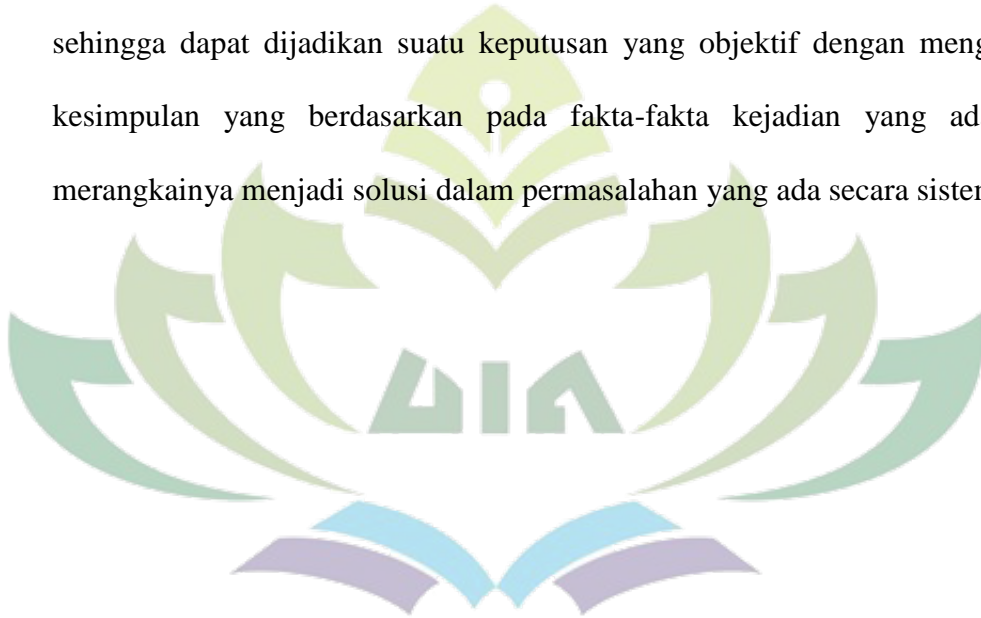 sehingga dapat dijadikan suatu keputusan yang objektif dengan
kesimpulan yang berdasarkan pada fakta-fakta kejadian yang
merangkainya menjadi solusi dalam permasalahan yang ada secara
UIN